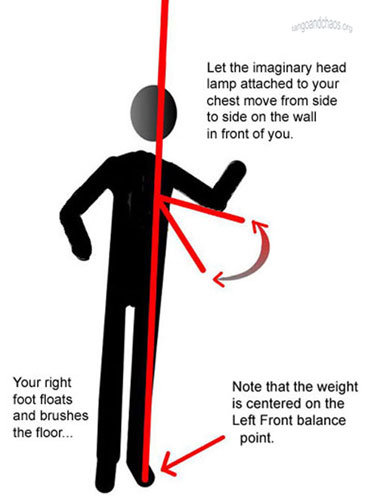 tangoandchaos.org
Let the imaginary head
lamp attached to your
chest move from side
to side on the wall
in front of you.
Your right
foot floats
and brushes
the floor...
Note that the weight
is centered on the
Left Front balance
point.